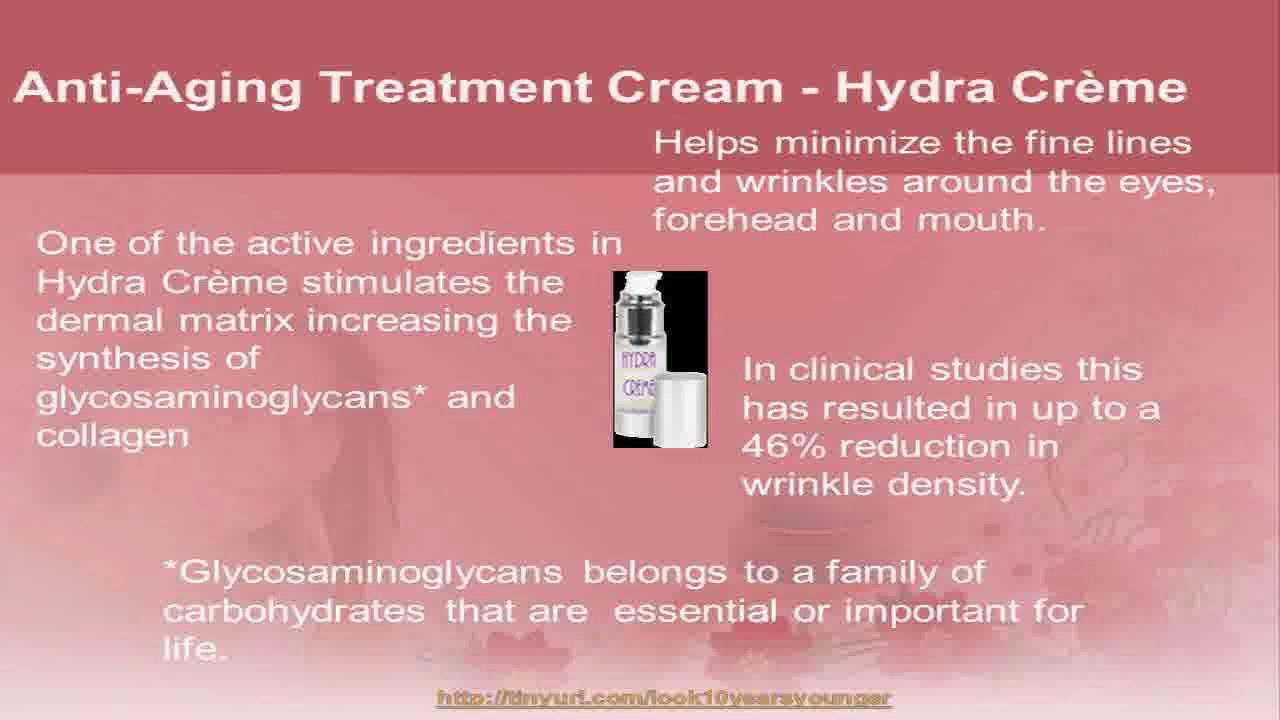 Anti-Aging Treatment Cream - Hydra Crème
Helps minimize the fine lines
and wrinkles around the eyes,
forehead and mouth.
One of the active ingredients in
Hydra Crème stimulates the
dermal matrix increasing the
synthesis of
glycosaminoglycans* and
collagen
HYDRA
CREME
In clinical studies this
has resulted in up to a
46% reduction in
wrinkle density.
*Glycosaminoglycans belongs to a family of
carbohydrates that are essential or important for
life.
http://tinyurl.com/look10yearsyounger